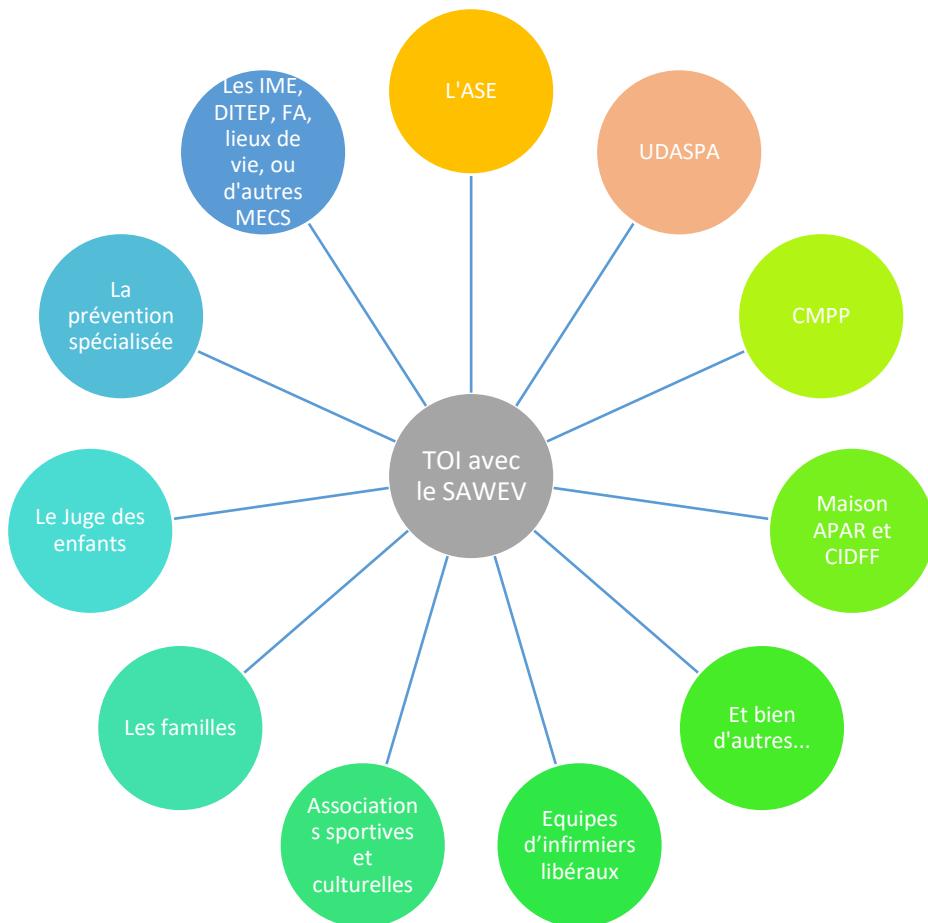 L'ASE
UDASPA
CMPP
Maison
APAR et
CIDFF
Et bien
d'autres...
Equipes
d’infirmiers
libéraux
Association
s sportives
et
culturelles
Les familles
Le Juge des
enfants
La
prévention
spécialisée
Les IME,
DITEP, FA,
lieux de
vie, ou
d'autres
MECS
TOI avec
le SAWEV